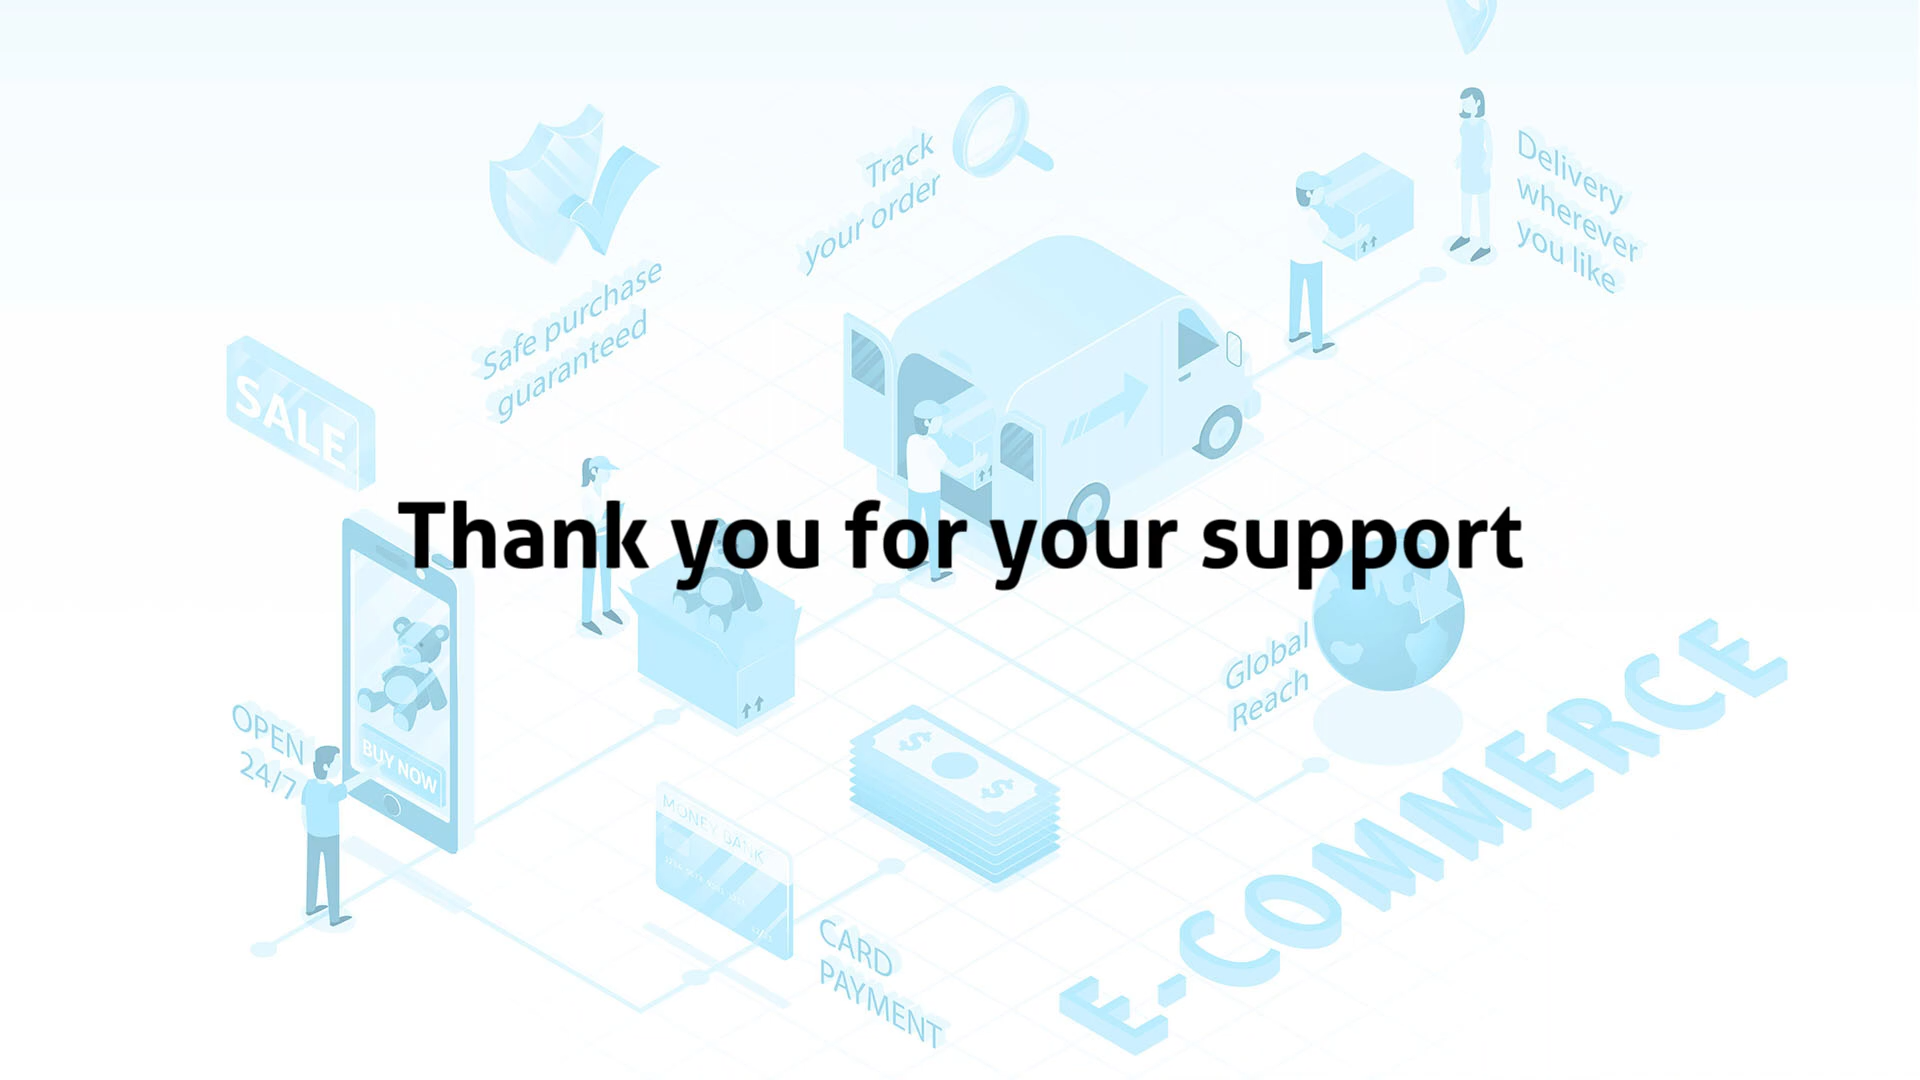 Track
your order
Delivery
wherever
you like
Safe purchase
guaranteed
SALE
Thank you for your support
Global
Reach
OPEN
24/7
BUY NOW
MONEY BANK
CARD
PAYMENT
E-COMMERCE